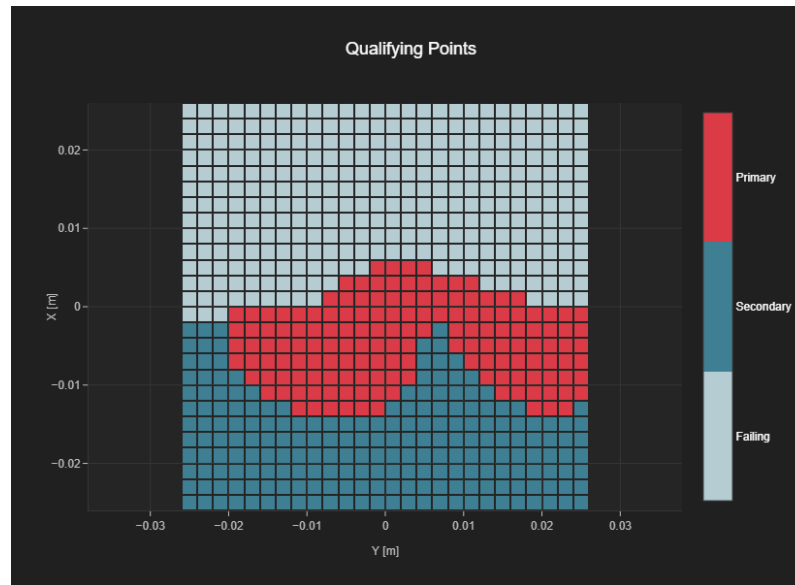 Qualifying Points
0.02
0.01
0
−0.01
−0.02
X [m]
−0.03
−0.02
−0.01
0
0.01
0.02
0.03
Y [m]
Primary
Secondary
Failing